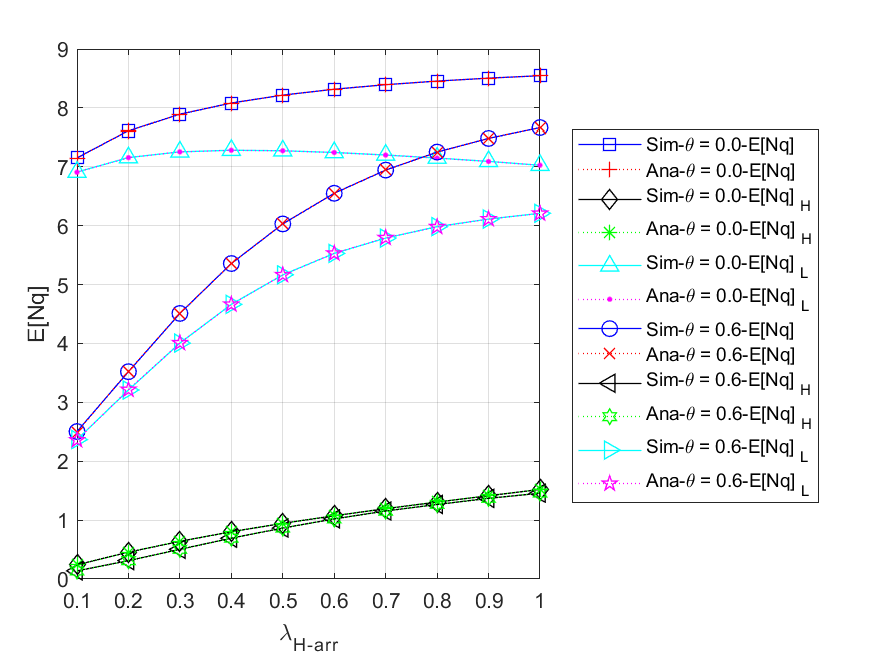 9
8
7
6
5
4
3
2
1
0
E[Nq]
0.1 0.2 0.3 0.4 0.5 0.6 0.7 0.8 0.9 1
λH-arr
Sim-θ = 0.0-E[Nq]
Ana-θ = 0.0-E[Nq]
Sim-θ = 0.0-E[Nq] H
Ana-θ = 0.0-E[Nq] H
Sim-θ = 0.0-E[Nq] L
Ana-θ = 0.0-E[Nq] L
Sim-θ = 0.6-E[Nq]
Ana-θ = 0.6-E[Nq]
Sim-θ = 0.6-E[Nq] H
Ana-θ = 0.6-E[Nq] H
Sim-θ = 0.6-E[Nq] L
Ana-θ = 0.6-E[Nq] L